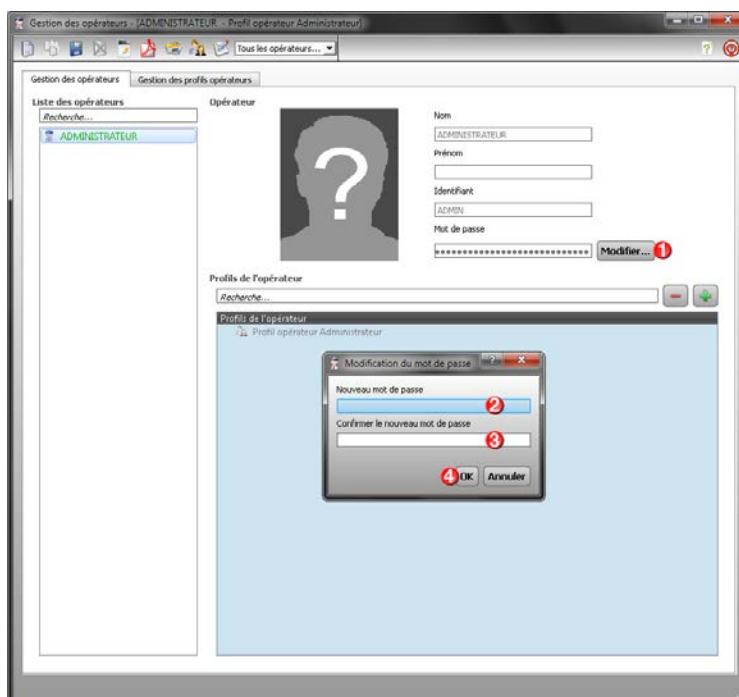 Gestion des opérateurs - [ADMINISTRATEUR - Profil opérateur Administrateur]
Tous les opérateurs...
?
Gestion des opérateurs
Gestion des profils opérateurs
Liste des opérateurs
Recherche...
ADMINISTRATEUR
Opérateur
?
Nom
ADMINISTRATEUR
Prénom
Identifiant
ADMIN
Mot de passe
Modifier...
1
Profils de l'opérateur
Recherche...
Profils de l'opérateur
Profil opérateur Administrateur
Modification du mot de passe
?
Nouveau mot de passe
2
Confirmer le nouveau mot de passe
3
4
OK
Annuler